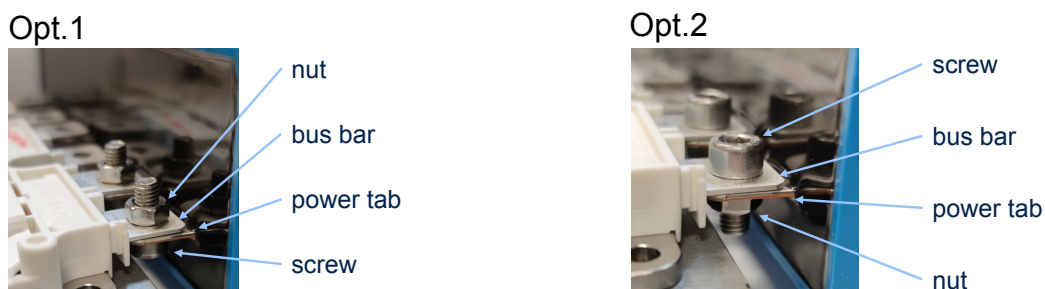 Opt.1
nut
bus bar
power tab
screw
Opt.2
screw
bus bar
power tab
nut